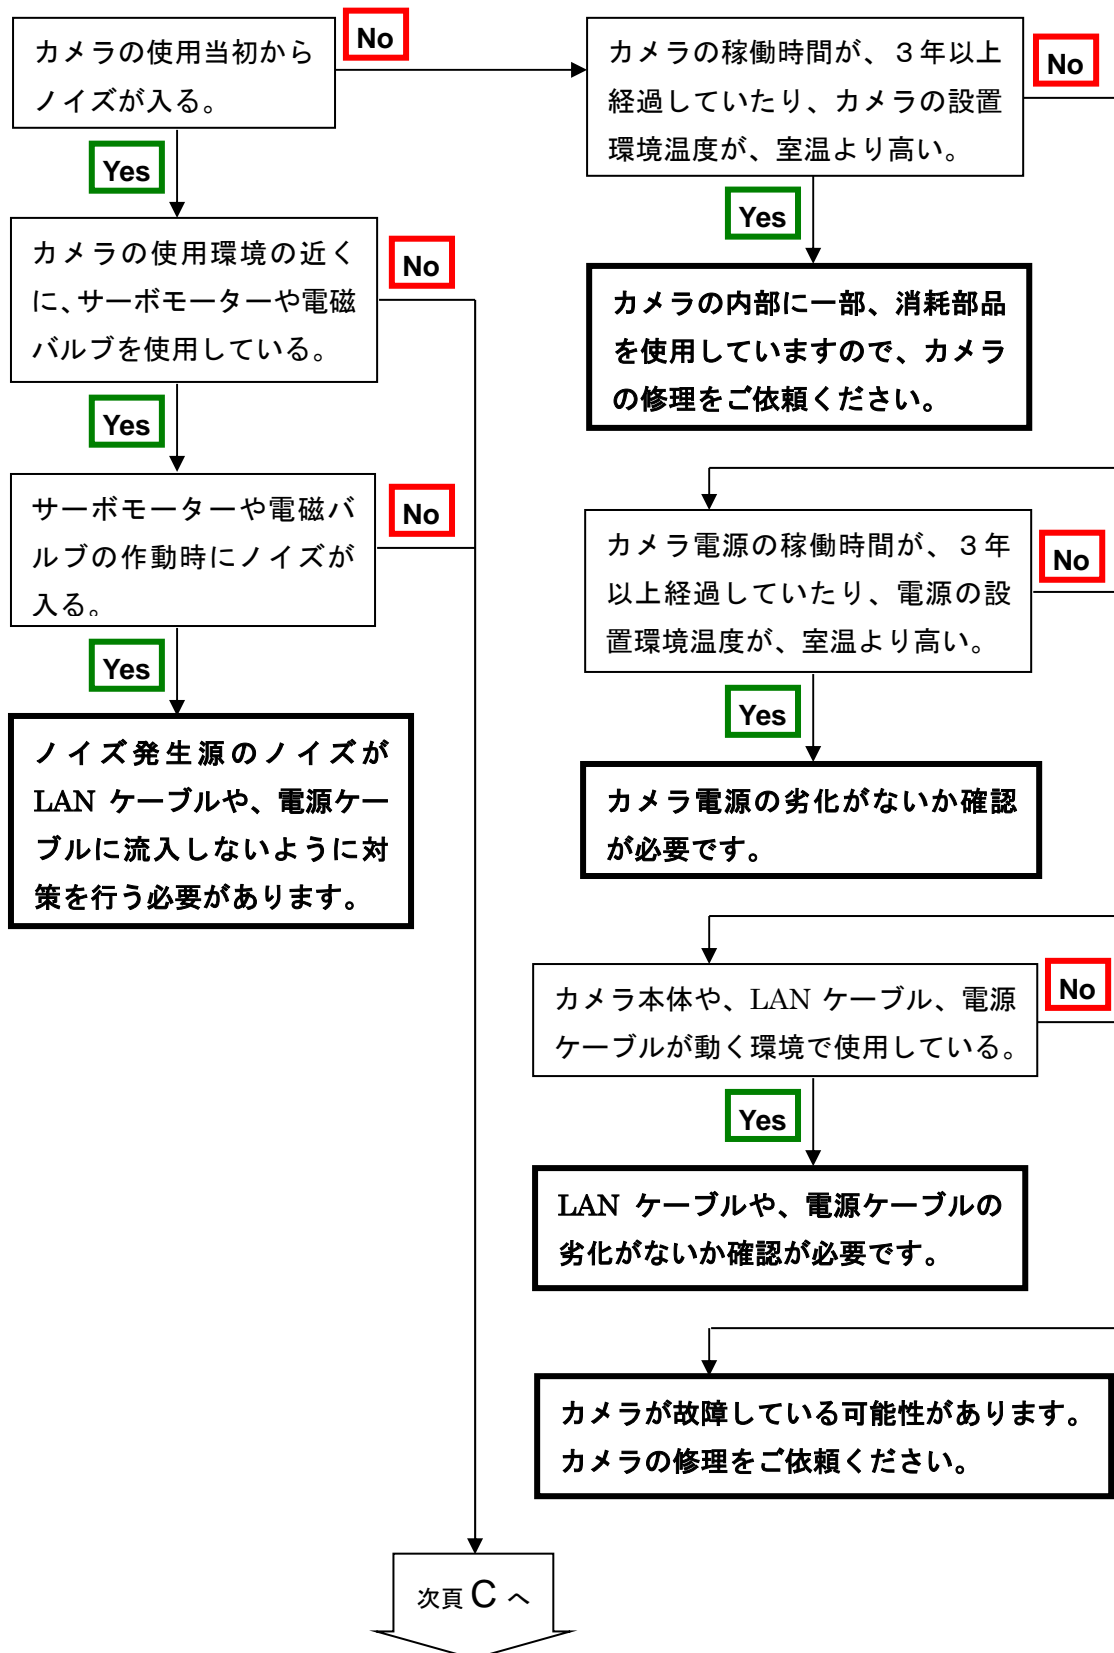 カメラの使用当初から
ノイズが入る。
No
Yes
カメラの使用環境の近く
に、サーボモーターや電磁
バルブを使用している。
No
Yes
サーボモーターや電磁バ
ルブの作動時にノイズが
入る。
No
Yes
ノイズ発生源のノイズが
LAN ケーブルや、電源ケー
ブルに流入しないように対
策を行う必要があります。
カメラの稼働時間が、３年以上
経過していたり、カメラの設置
環境温度が、室温より高い。
No
Yes
カメラの内部に一部、消耗部品
を使用していますので、カメラ
の修理をご依頼ください。
カメラ電源の稼働時間が、３年
以上経過していたり、電源の設
置環境温度が、室温より高い。
No
Yes
カメラ電源の劣化がないか確認
が必要です。
カメラ本体や、LAN ケーブル、電源
ケーブルが動く環境で使用している。
No
Yes
LAN ケーブルや、電源ケーブルの
劣化がないか確認が必要です。
カメラが故障している可能性があります。
カメラの修理をご依頼ください。
次頁 C へ